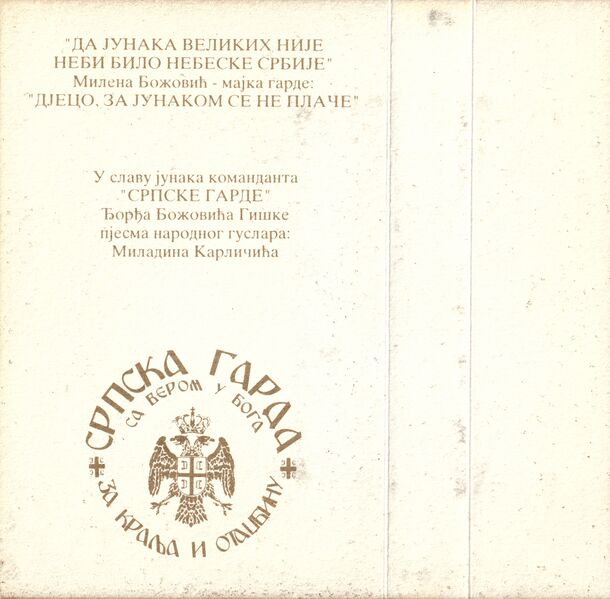 "ДА ЈУНАКА ВЕЛИКИХ НИЈЕ
НЕБИ БИЛО НЕБЕСКЕ СРБИЈЕ"
Милена Божовић - мајка гарде:
"ДЈЕЦО, ЗА ЈУНАКОМ СЕ НЕ ПЛАЧЕ"
У славу јунака команданта
"СРПСКЕ ГАРДЕ"
Ђорђа Божовића Гишке
пјесма народног гуслара:
Миладина Карличића
СРПСКА ГАРДА
СА ВЕРОМ У БОГА
ЗА КРАЉА И ОТАЏБИНУ